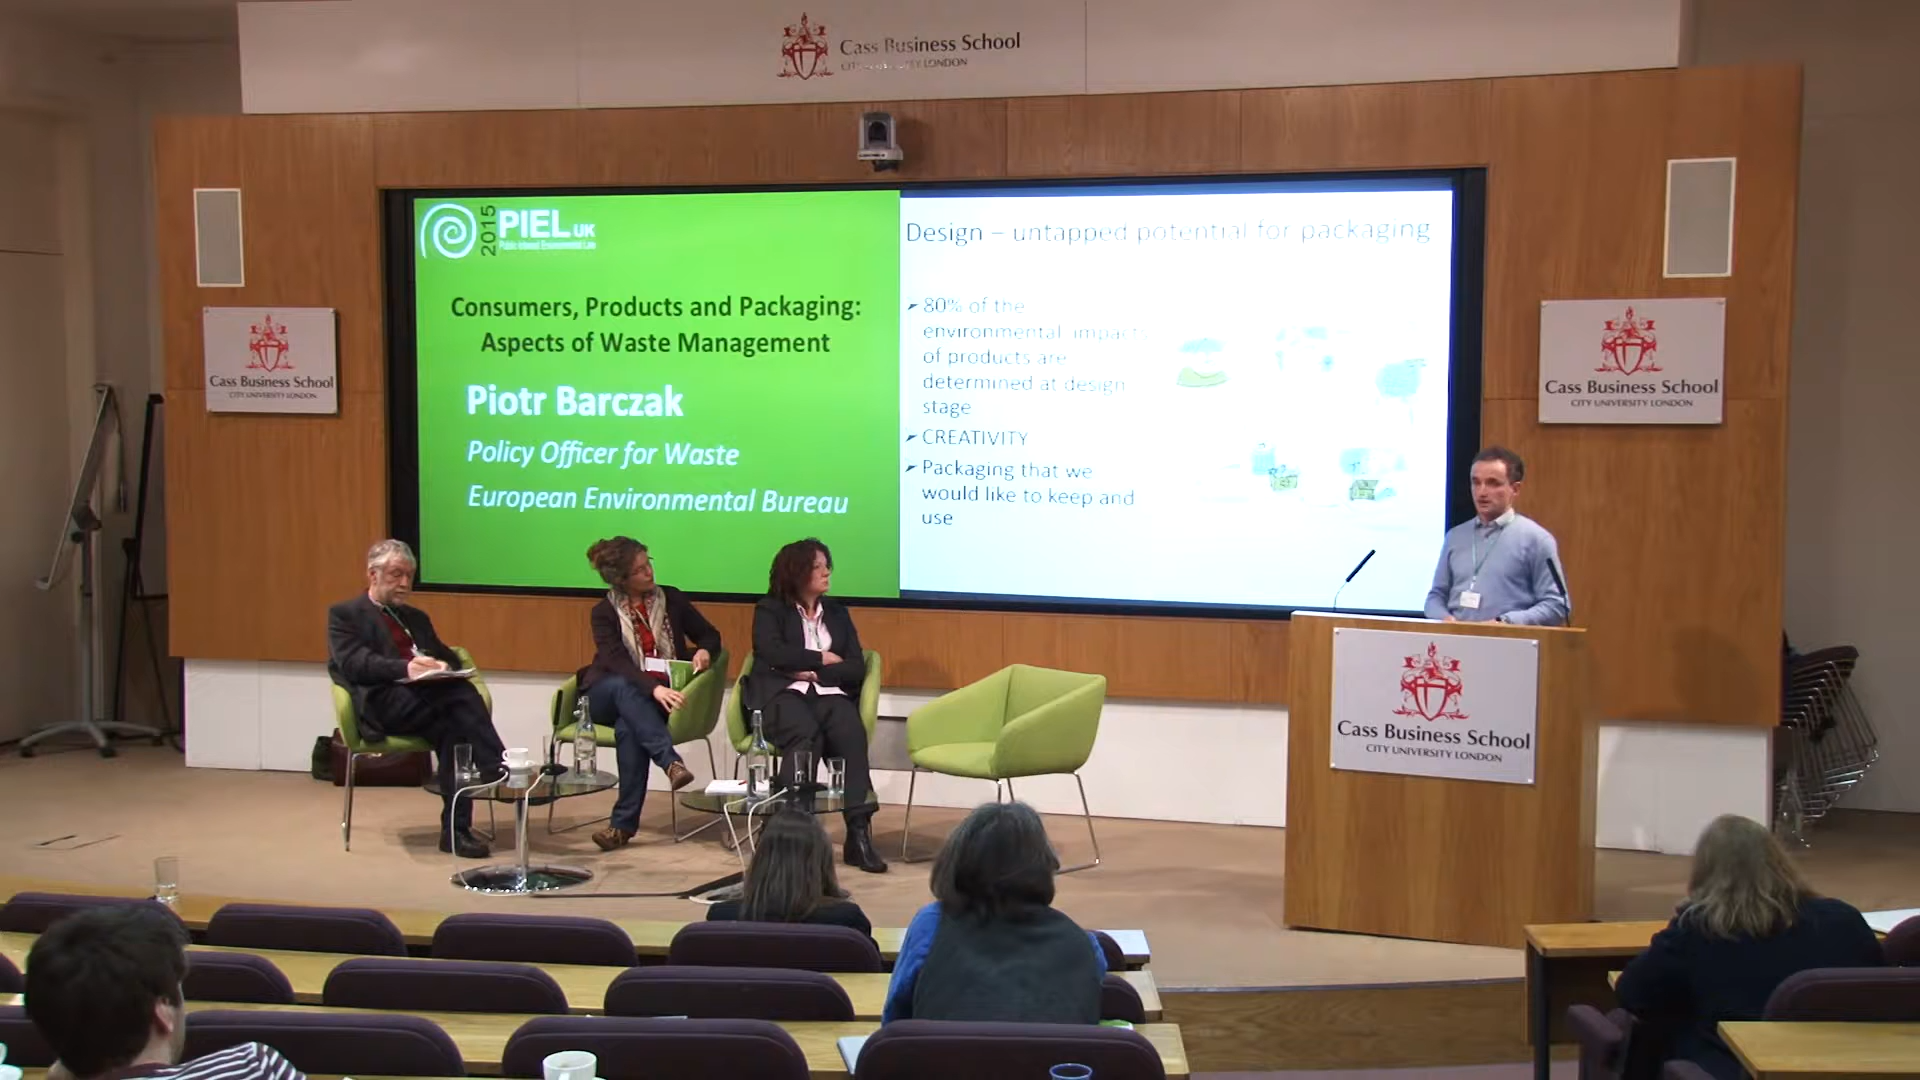 Cass Business School
CITY UNIVERSITY LONDON
2015
PIEL UK
Public Interest Environmental Law
Consumers, Products and Packaging:
Aspects of Waste Management
Piotr Barczak
Policy Officer for Waste
European Environmental Bureau
Design – untapped potential for packaging
80% of the
environmental impacts
of products are
determined at design
stage
CREATIVITY
Packaging that we
would like to keep and
use
Cass Business School
CITY UNIVERSITY LONDON
Cass Business School
CITY UNIVERSITY LONDON
Cass Business School
CITY UNIVERSITY LONDON